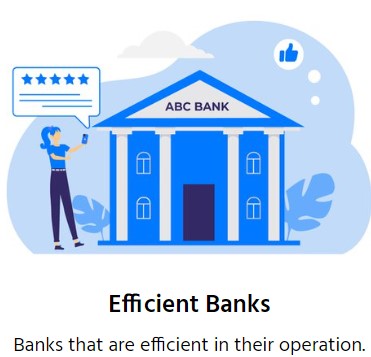 ABC BANK
Efficient Banks
Banks that are efficient in their operation.